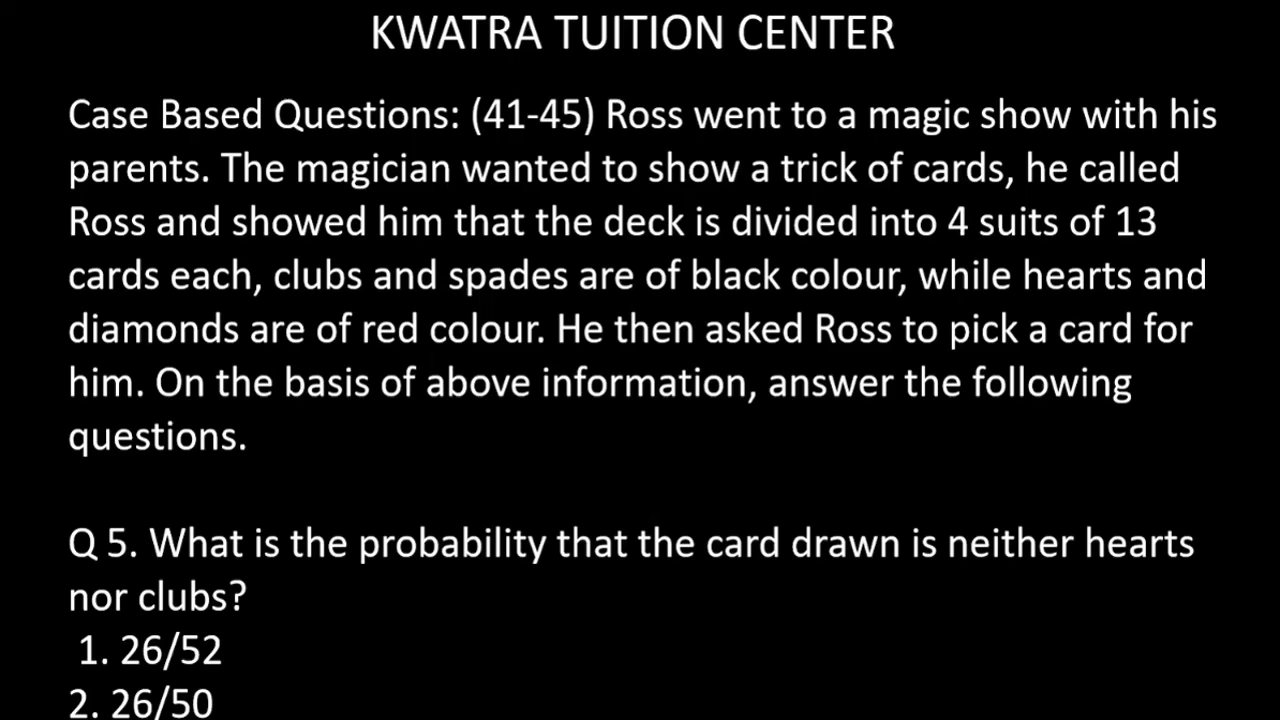 KWATRA TUITION CENTER
Case Based Questions: (41-45) Ross went to a magic show with his
parents. The magician wanted to show a trick of cards, he called
Ross and showed him that the deck is divided into 4 suits of 13
cards each, clubs and spades are of black colour, while hearts and
diamonds are of red colour. He then asked Ross to pick a card for
him. On the basis of above information, answer the following
questions.
Q 5. What is the probability that the card drawn is neither hearts
nor clubs?
1. 26/52
2. 26/50